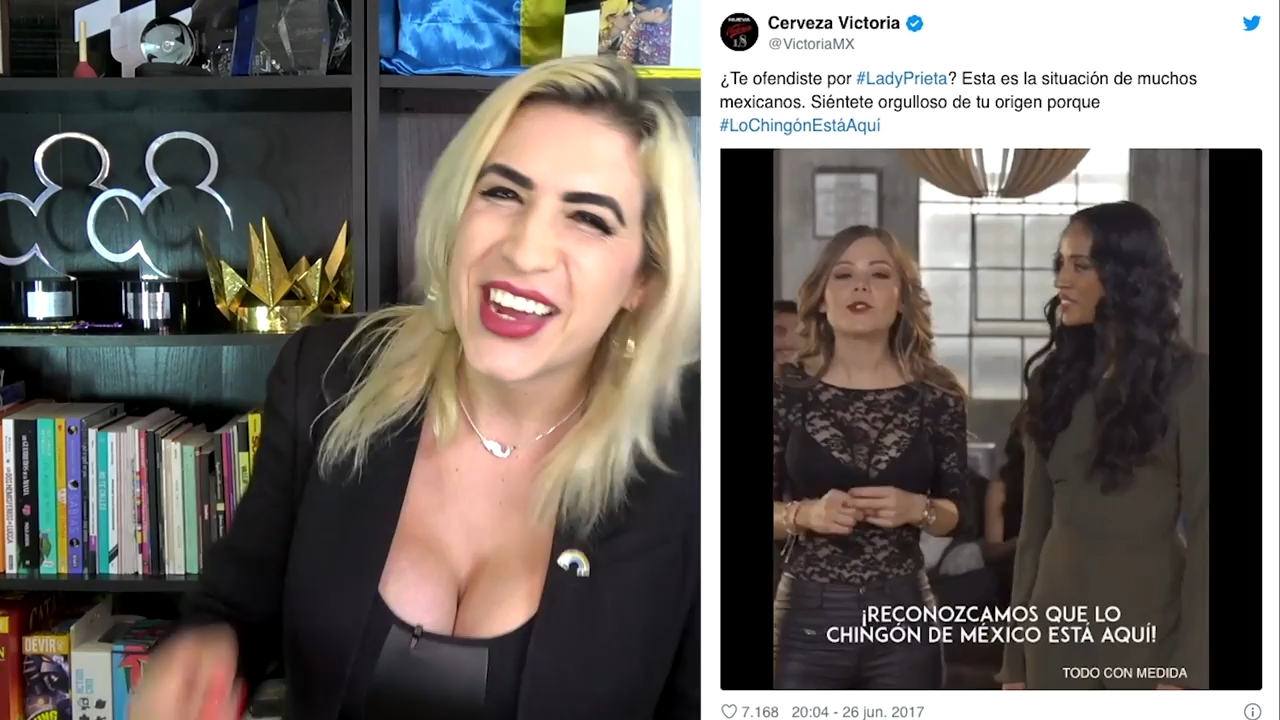 Cerveza Victoria
@VictoriaMX
¿Te ofendiste por #LadyPrieta? Esta es la situación de muchos
mexicanos. Siéntete orgulloso de tu origen porque
#LoChingónEstáAquí
¡RECONOZCAMOS QUE LO
CHINGÓN DE MÉXICO ESTÁ AQUÍ!
TODO CON MEDIDA
7.168 20:04 - 26 jun. 2017
DEVIR